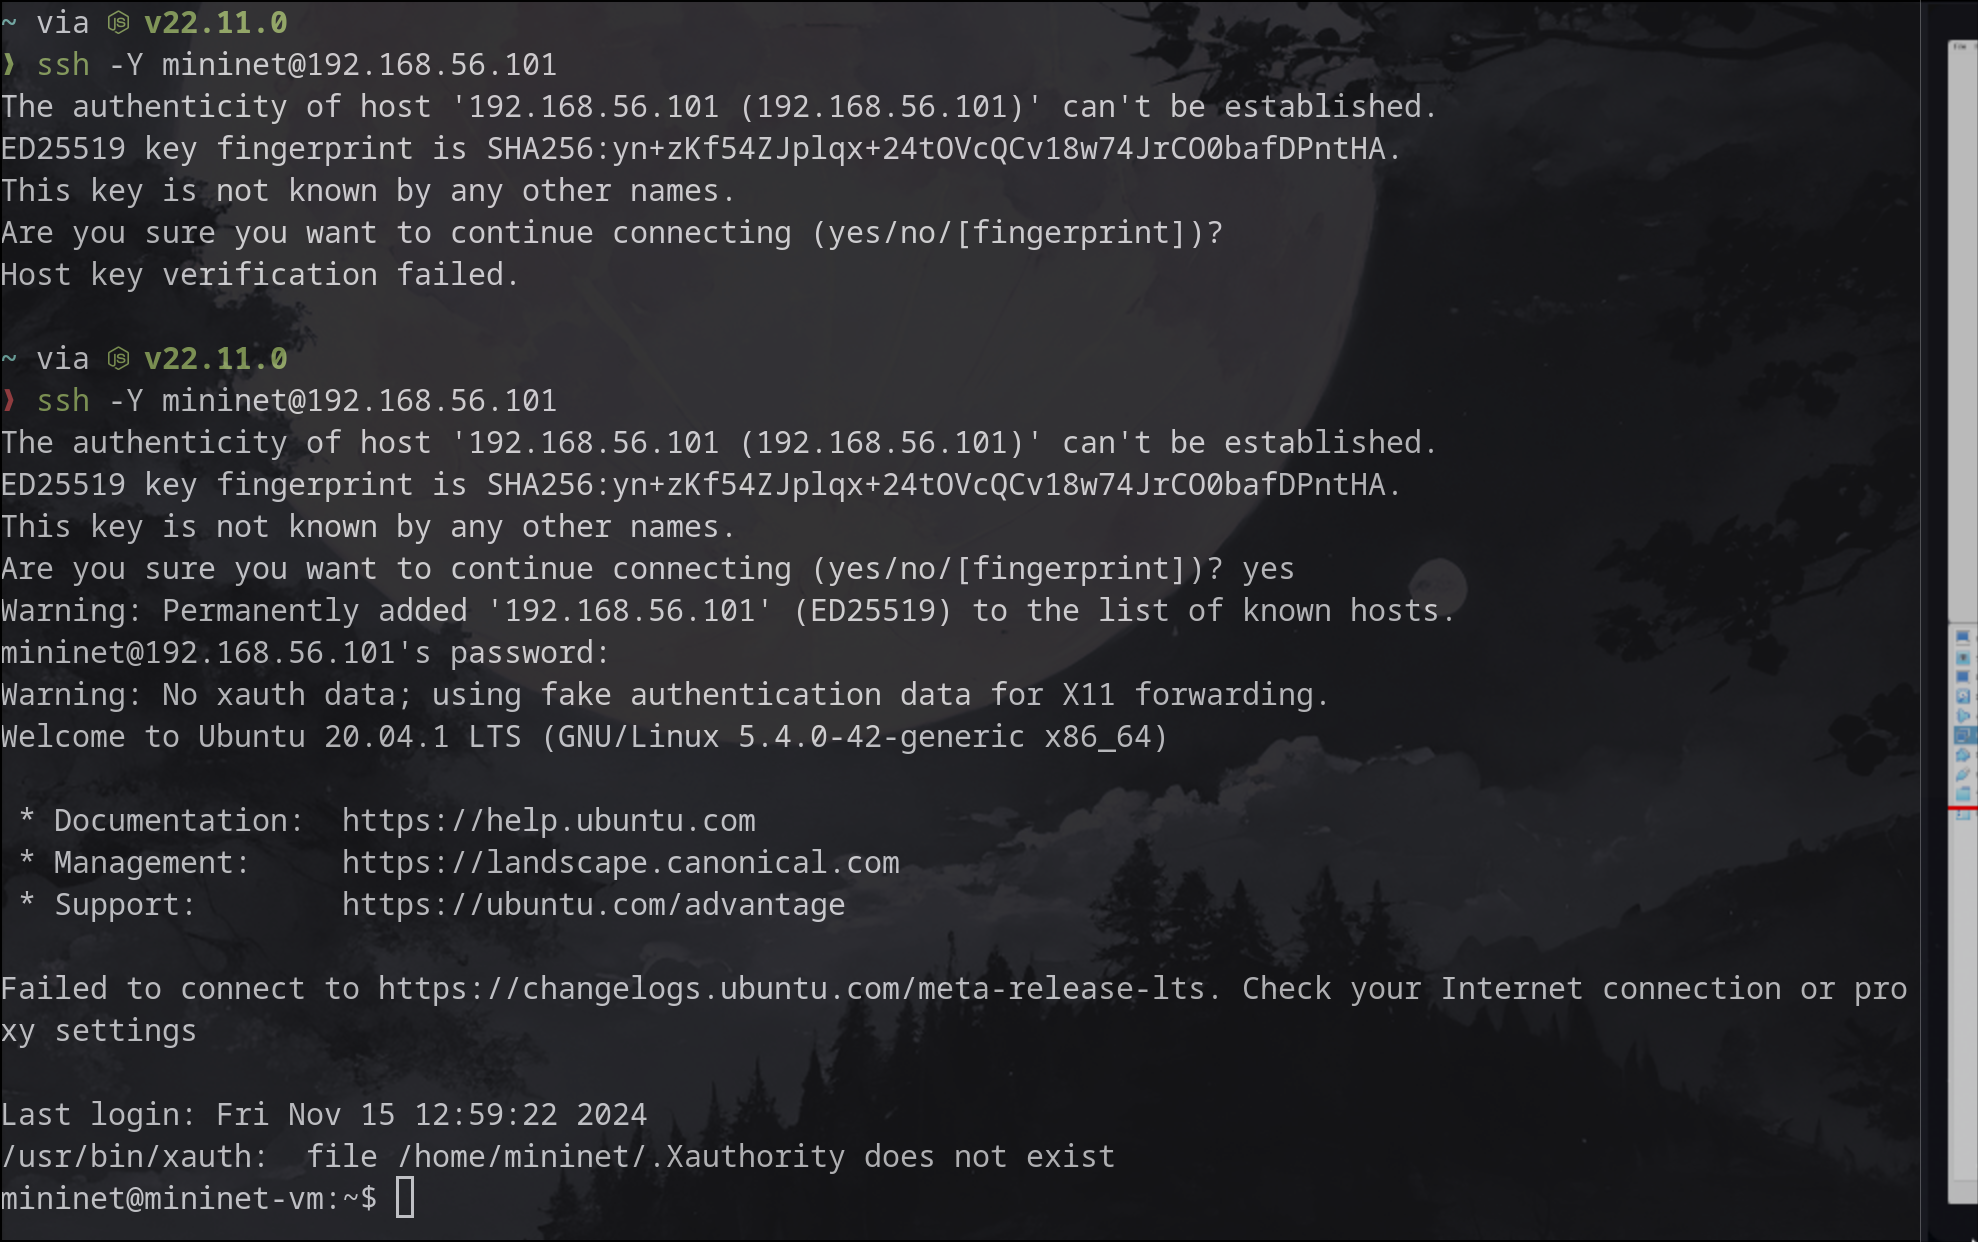 ~ via v22.11.0
❫ ssh -Y mininet@192.168.56.101
The authenticity of host '192.168.56.101 (192.168.56.101)' can't be established.
ED25519 key fingerprint is SHA256:yn+zKf54ZJplqx+24tOVcQCv18w74JrCO0bafDPntHA.
This key is not known by any other names.
Are you sure you want to continue connecting (yes/no/[fingerprint])?
Host key verification failed.

~ via v22.11.0
❫ ssh -Y mininet@192.168.56.101
The authenticity of host '192.168.56.101 (192.168.56.101)' can't be established.
ED25519 key fingerprint is SHA256:yn+zKf54ZJplqx+24tOVcQCv18w74JrCO0bafDPntHA.
This key is not known by any other names.
Are you sure you want to continue connecting (yes/no/[fingerprint])? yes
Warning: Permanently added '192.168.56.101' (ED25519) to the list of known hosts.
mininet@192.168.56.101's password:
Warning: No xauth data; using fake authentication data for X11 forwarding.
Welcome to Ubuntu 20.04.1 LTS (GNU/Linux 5.4.0-42-generic x86_64)

 * Documentation:  https://help.ubuntu.com
 * Management:     https://landscape.canonical.com
 * Support:        https://ubuntu.com/advantage

Failed to connect to https://changelogs.ubuntu.com/meta-release-lts. Check your Internet connection or pro
xy settings

Last login: Fri Nov 15 12:59:22 2024
/usr/bin/xauth:  file /home/mininet/.Xauthority does not exist
mininet@mininet-vm:~$